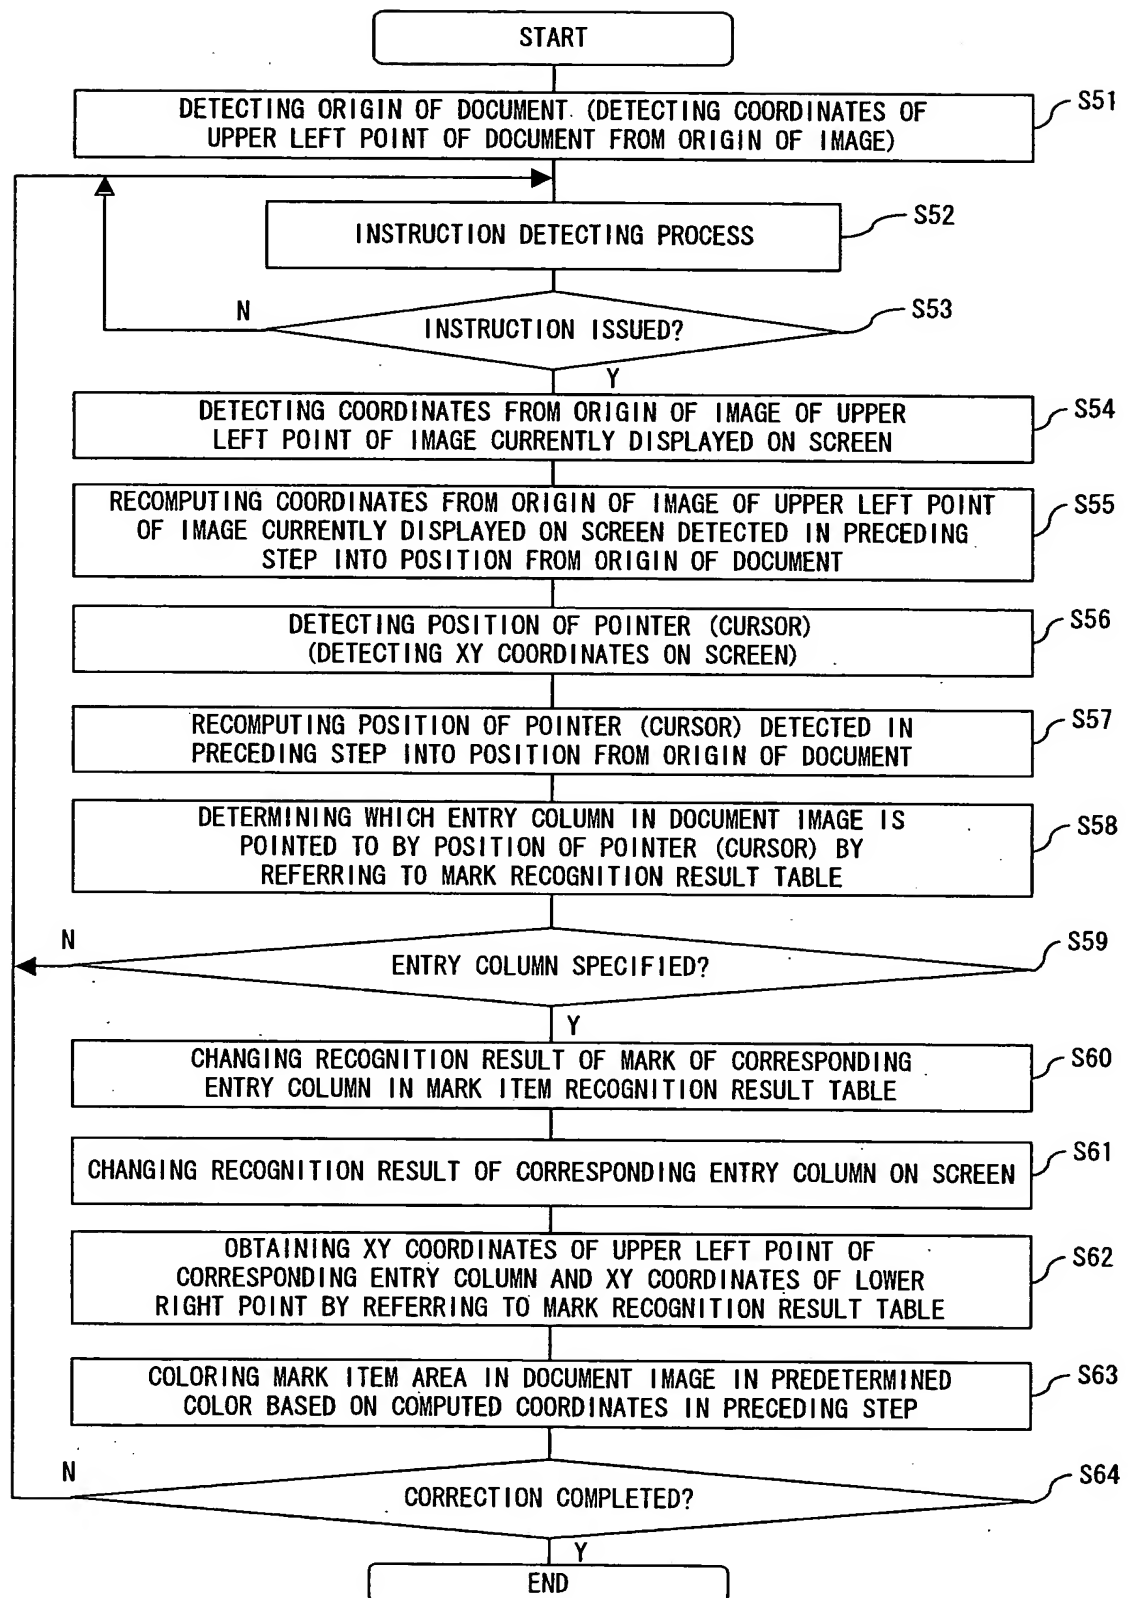 START
DETECTING ORIGIN OF DOCUMENT. (DETECTING COORDINATES OF
UPPER LEFT POINT OF DOCUMENT FROM ORIGIN OF IMAGE)
S51
INSTRUCTION DETECTING PROCESS
S52
N
INSTRUCTION ISSUED?
S53
Y
DETECTING COORDINATES FROM ORIGIN OF IMAGE OF UPPER
LEFT POINT OF IMAGE CURRENTLY DISPLAYED ON SCREEN
S54
RECOMPUTING COORDINATES FROM ORIGIN OF IMAGE OF UPPER LEFT POINT
OF IMAGE CURRENTLY DISPLAYED ON SCREEN DETECTED IN PRECEDING
STEP INTO POSITION FROM ORIGIN OF DOCUMENT
S55
DETECTING POSITION OF POINTER (CURSOR)
(DETECTING XY COORDINATES ON SCREEN)
S56
RECOMPUTING POSITION OF POINTER (CURSOR) DETECTED IN
PRECEDING STEP INTO POSITION FROM ORIGIN OF DOCUMENT
S57
DETERMINING WHICH ENTRY COLUMN IN DOCUMENT IMAGE IS
POINTED TO BY POSITION OF POINTER (CURSOR) BY
REFERRING TO MARK RECOGNITION RESULT TABLE
S58
N
ENTRY COLUMN SPECIFIED?
S59
Y
CHANGING RECOGNITION RESULT OF MARK OF CORRESPONDING
ENTRY COLUMN IN MARK ITEM RECOGNITION RESULT TABLE
S60
CHANGING RECOGNITION RESULT OF CORRESPONDING ENTRY COLUMN ON SCREEN
S61
OBTAINING XY COORDINATES OF UPPER LEFT POINT OF
CORRESPONDING ENTRY COLUMN AND XY COORDINATES OF LOWER
RIGHT POINT BY REFERRING TO MARK RECOGNITION RESULT TABLE
S62
COLORING MARK ITEM AREA IN DOCUMENT IMAGE IN PREDETERMINED
COLOR BASED ON COMPUTED COORDINATES IN PRECEDING STEP
S63
N
CORRECTION COMPLETED?
S64
Y
END